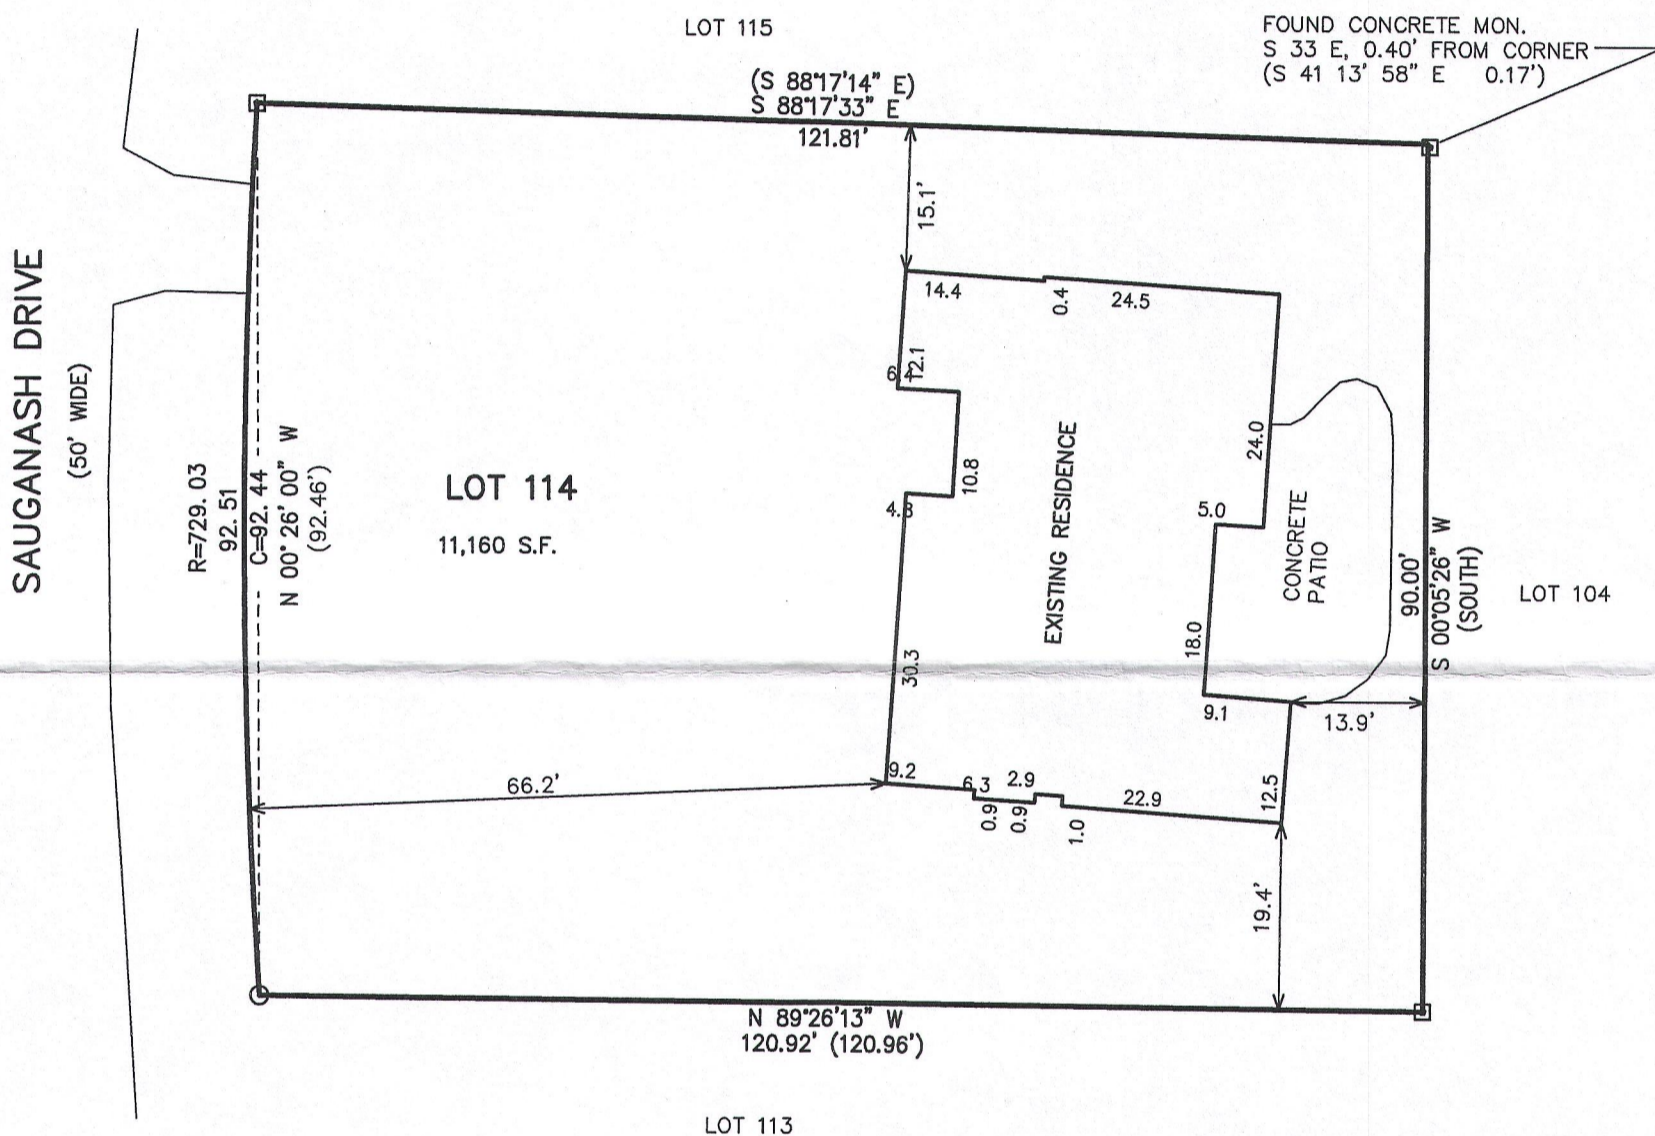 LOT 115
FOUND CONCRETE MON.
S 33 E, 0.40' FROM CORNER
(S 41 13' 58" E 0.17')
(S 88°17'14" E)
S 88°17'33" E
121.81'
15.1'
14.4
0.4
24.5
12.1
10.8
24.0
5.0
SAUGANASH DRIVE
(50' WIDE)
R=729. 03
92. 51
C=92. 44
N 00° 26' 00" W
(92.46')
LOT 114
11,160 S.F.
EXISTING RESIDENCE
CONCRETE
PATIO
90.00'
S 00°05'26" W
(SOUTH)
LOT 104
30.3
18.0
9.1
13.9'
66.2'
9.2
6.3
2.9
0.9
0.9
1.0
22.9
12.5
19.4'
N 89°26'13" W
120.92' (120.96')
LOT 113